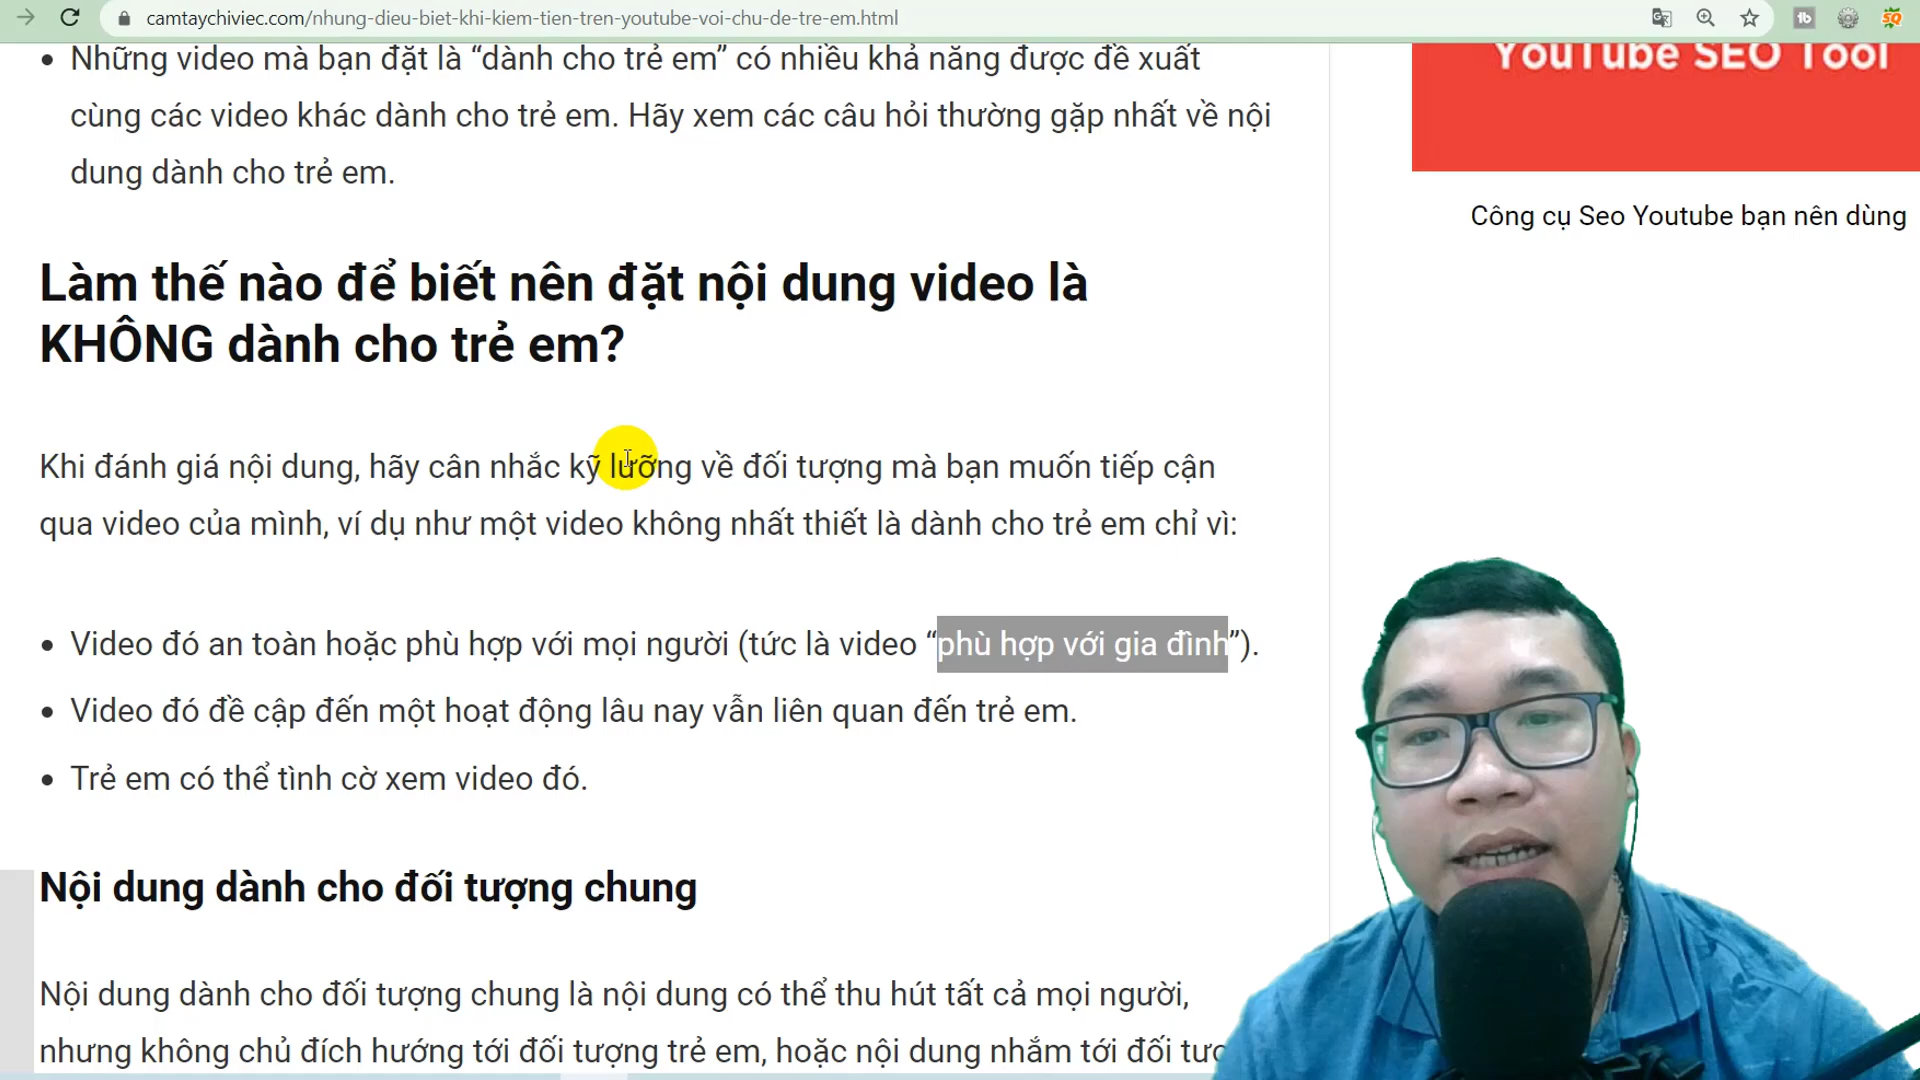 camtaychiviec.com/nhung-dieu-biet-khi-kiem-tien-tren-youtube-voi-chu-de-tre-em.html
• Những video mà bạn đặt là “dành cho trẻ em” có nhiều khả năng được đề xuất
cùng các video khác dành cho trẻ em. Hãy xem các câu hỏi thường gặp nhất về nội
dung dành cho trẻ em.
YouTube SEO Tool
Công cụ Seo Youtube bạn nên dùng
Làm thế nào để biết nên đặt nội dung video là
KHÔNG dành cho trẻ em?
Khi đánh giá nội dung, hãy cân nhắc kỹ lưỡng về đối tượng mà bạn muốn tiếp cận
qua video của mình, ví dụ như một video không nhất thiết là dành cho trẻ em chỉ vì:
• Video đó an toàn hoặc phù hợp với mọi người (tức là video “phù hợp với gia đình”).
• Video đó đề cập đến một hoạt động lâu nay vẫn liên quan đến trẻ em.
• Trẻ em có thể tình cờ xem video đó.
Nội dung dành cho đối tượng chung
Nội dung dành cho đối tượng chung là nội dung có thể thu hút tất cả mọi người,
nhưng không chủ đích hướng tới đối tượng trẻ em, hoặc nội dung nhắm tới đối